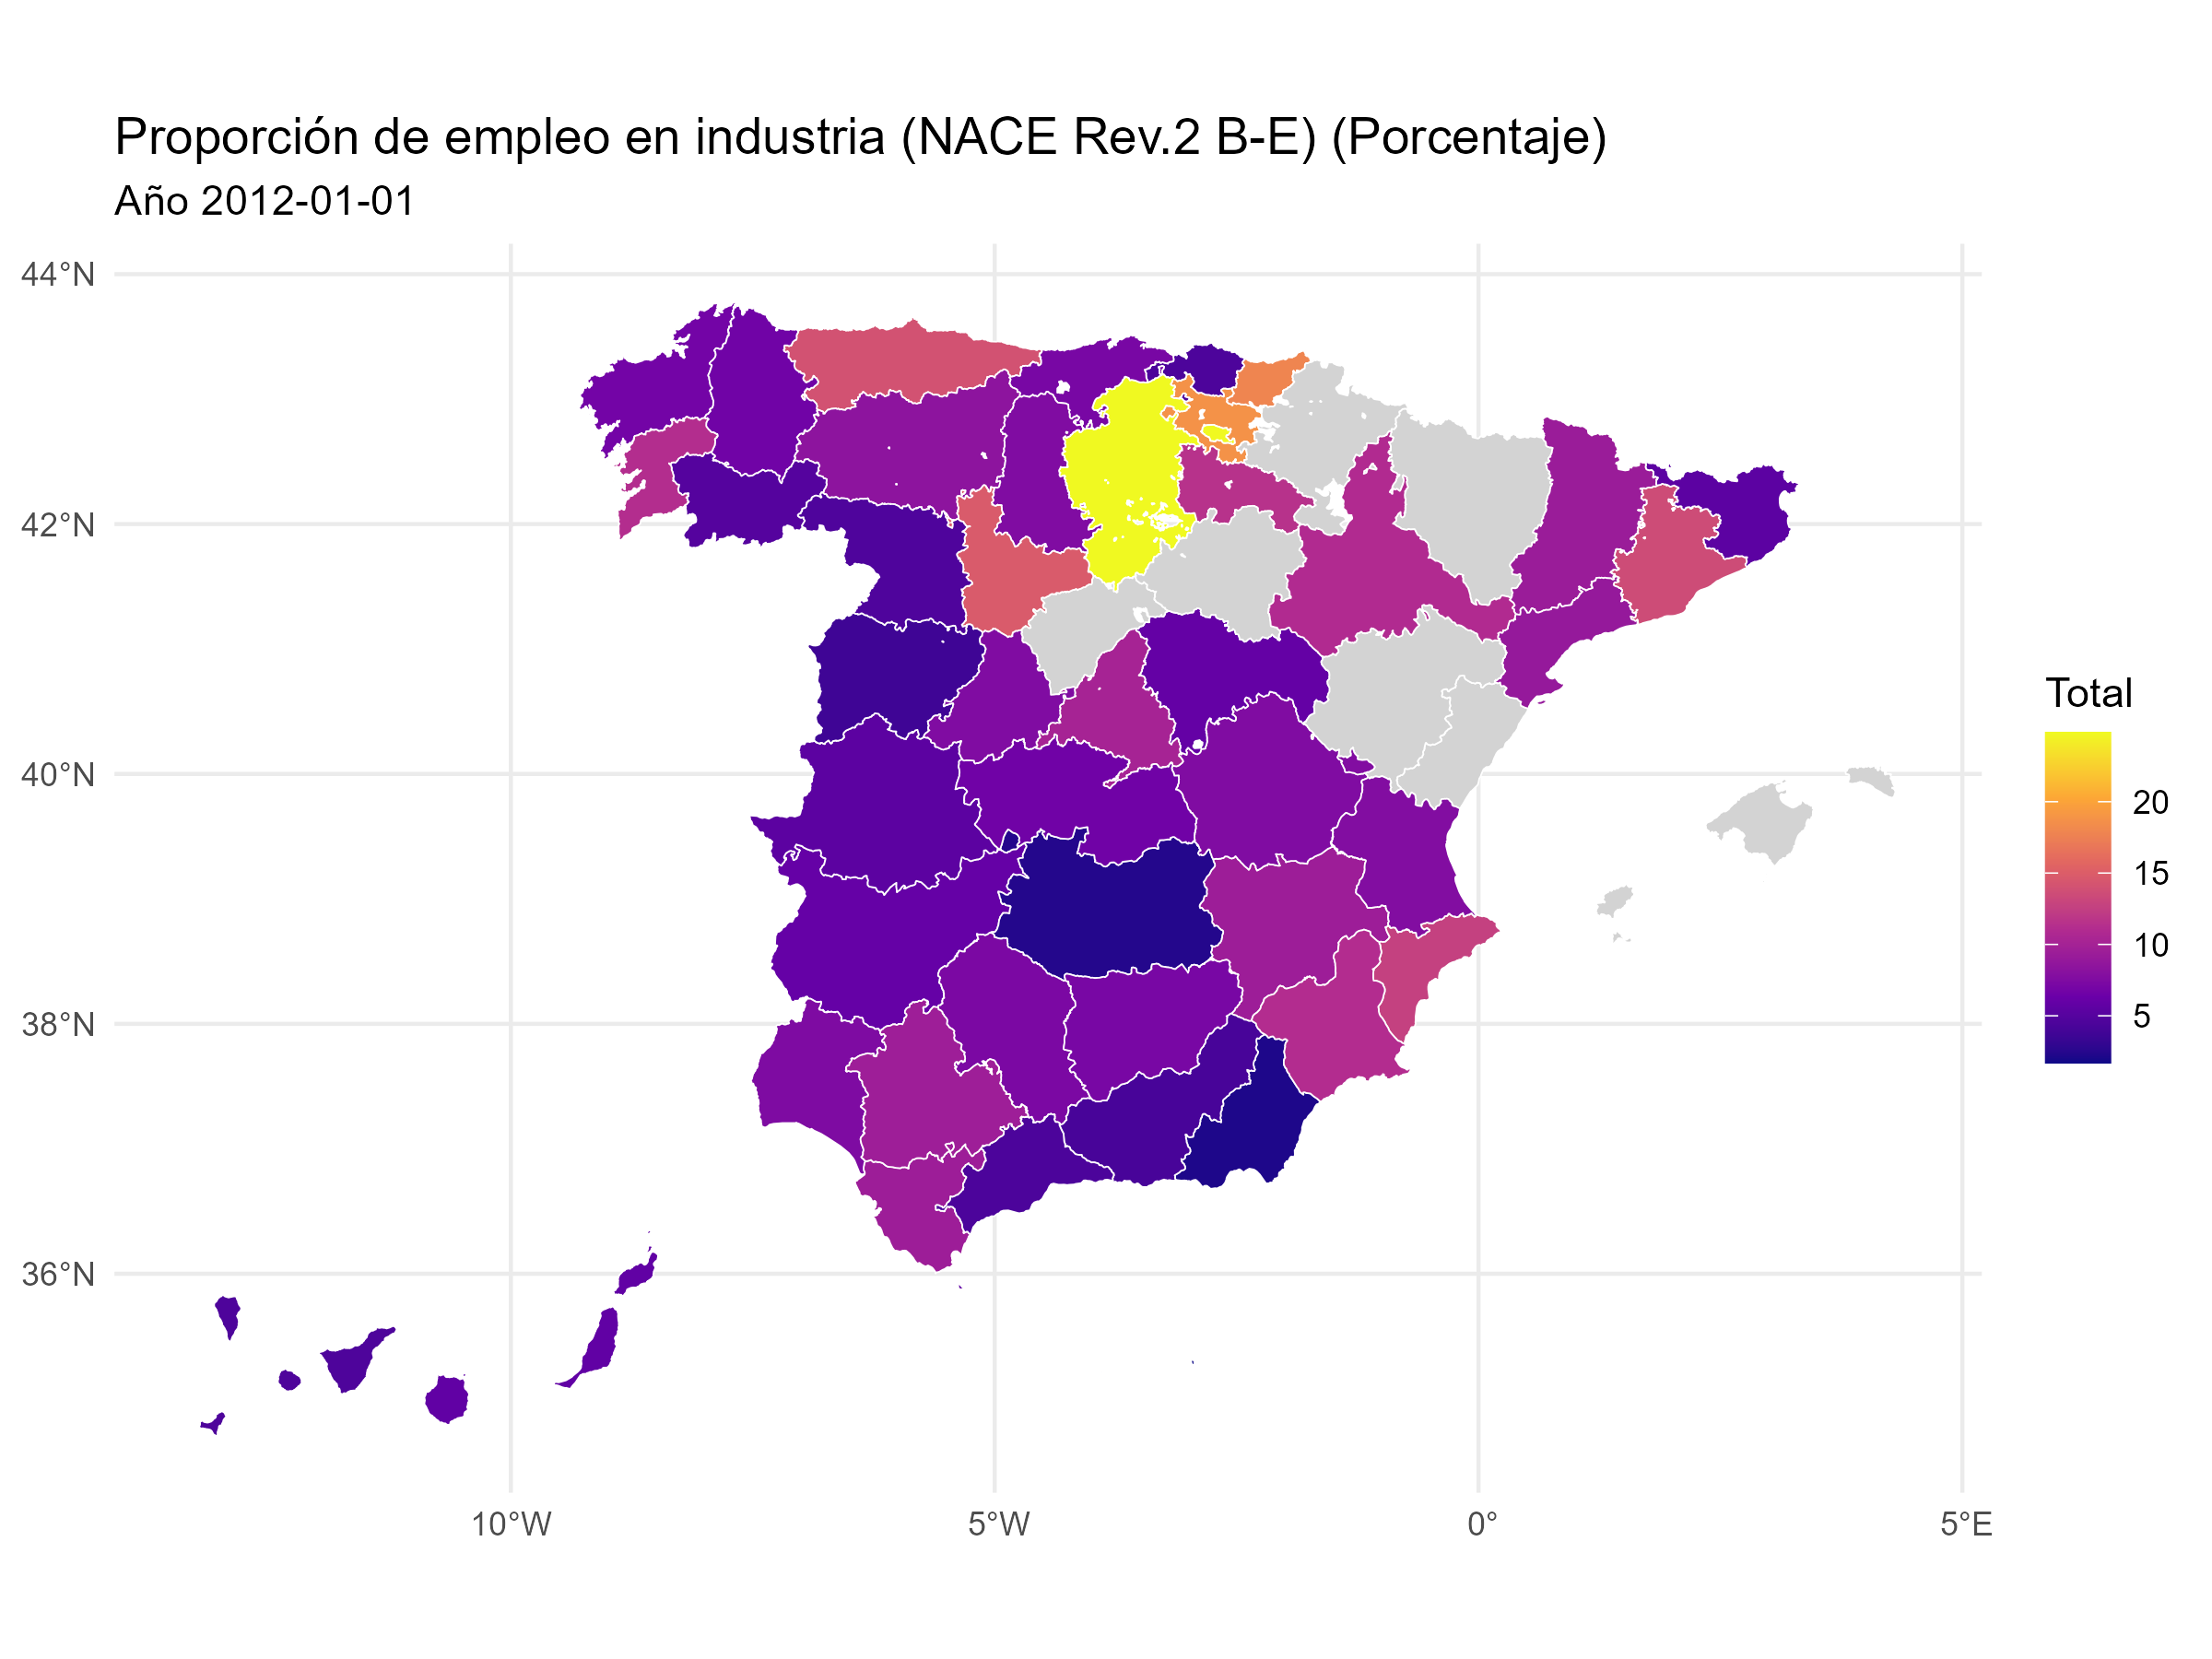 Proporción de empleo en industria (NACE Rev.2 B-E) (Porcentaje)
Año 2012-01-01
44°N
42°N
40°N
38°N
36°N
10°W
5°W
0°
5°E
Total
20
15
10
5